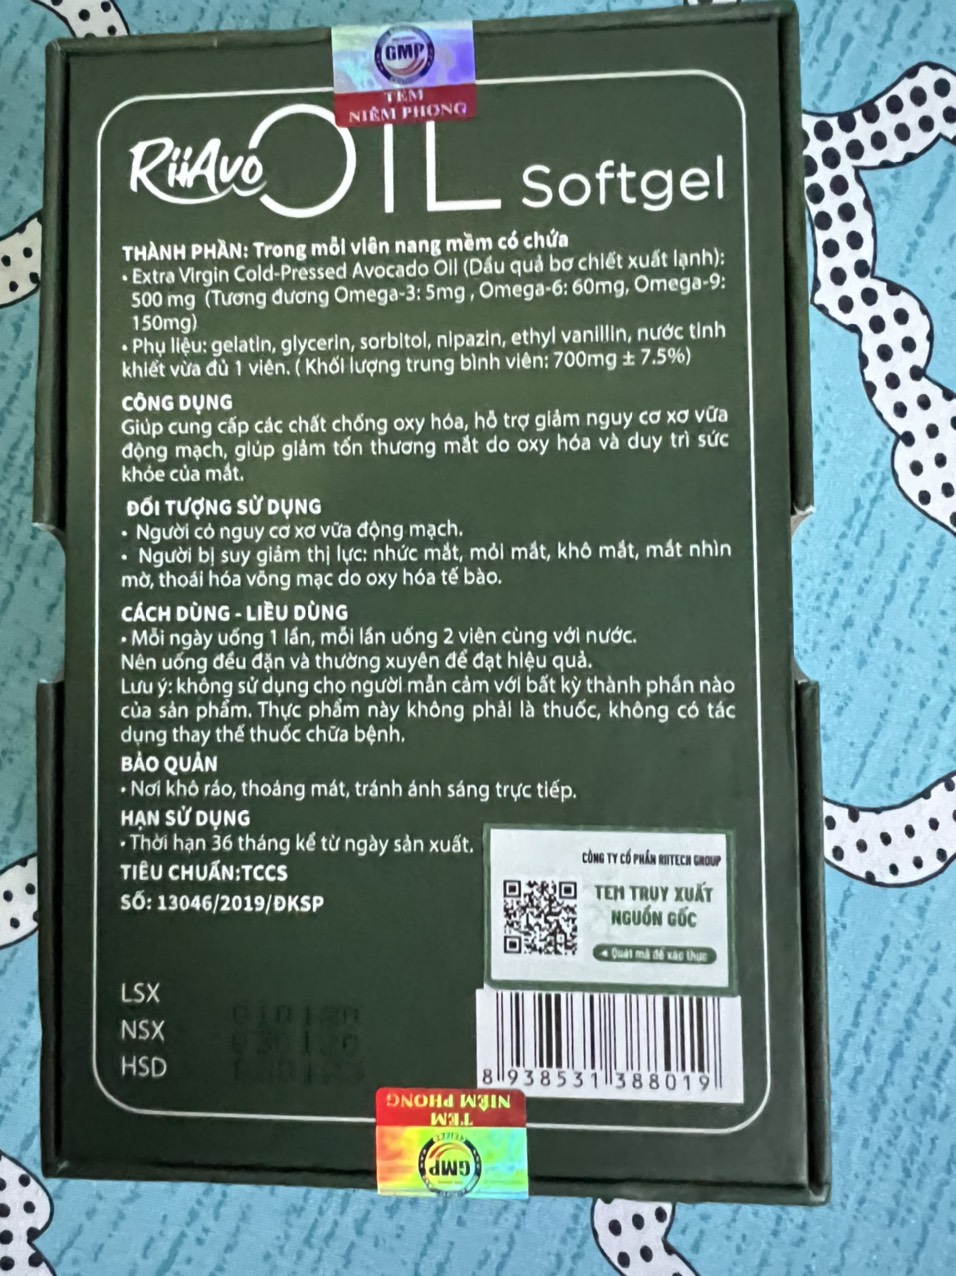 GMP
TEM
NIÊM PHONG
RiiAvo OIL Softgel
THÀNH PHẦN: Trong mỗi viên nang mềm có chứa
• Extra Virgin Cold-Pressed Avocado Oil (Dầu quả bơ chiết xuất lạnh):
500 mg (Tương đương Omega-3: 5mg , Omega-6: 60mg, Omega-9:
150mg)
• Phụ liệu: gelatin, glycerin, sorbitol, nipazin, ethyl vanillin, nước tinh
khiết vừa đủ 1 viên. ( Khối lượng trung bình viên: 700mg ± 7.5%)
CÔNG DỤNG
Giúp cung cấp các chất chống oxy hóa, hỗ trợ giảm nguy cơ xơ vữa
động mạch, giúp giảm tổn thương mắt do oxy hóa và duy trì sức
khỏe của mắt.
ĐỐI TƯỢNG SỬ DỤNG
• Người có nguy cơ xơ vữa động mạch.
• Người bị suy giảm thị lực: nhức mắt, mỏi mắt, khô mắt, mắt nhìn
mờ, thoái hóa võng mạc do oxy hóa tế bào.
CÁCH DÙNG - LIỀU DÙNG
• Mỗi ngày uống 1 lần, mỗi lần uống 2 viên cùng với nước.
Nên uống đều đặn và thường xuyên để đạt hiệu quả.
Lưu ý: không sử dụng cho người mẫn cảm với bất kỳ thành phần nào
của sản phẩm. Thực phẩm này không phải là thuốc, không có tác
dụng thay thế thuốc chữa bệnh.
BẢO QUẢN
• Nơi khô ráo, thoáng mát, tránh ánh sáng trực tiếp.
HẠN SỬ DỤNG
• Thời hạn 36 tháng kể từ ngày sản xuất.
TIÊU CHUẨN:TCCS
SỐ: 13046/2019/ĐKSP
CÔNG TY CỔ PHẦN RIITECH GROUP
TEM TRUY XUẤT
NGUỒN GỐC
Quét mã để xác thực
LSX
NSX
HSD
8 938531 388019
TEM
NIÊM PHONG
GMP